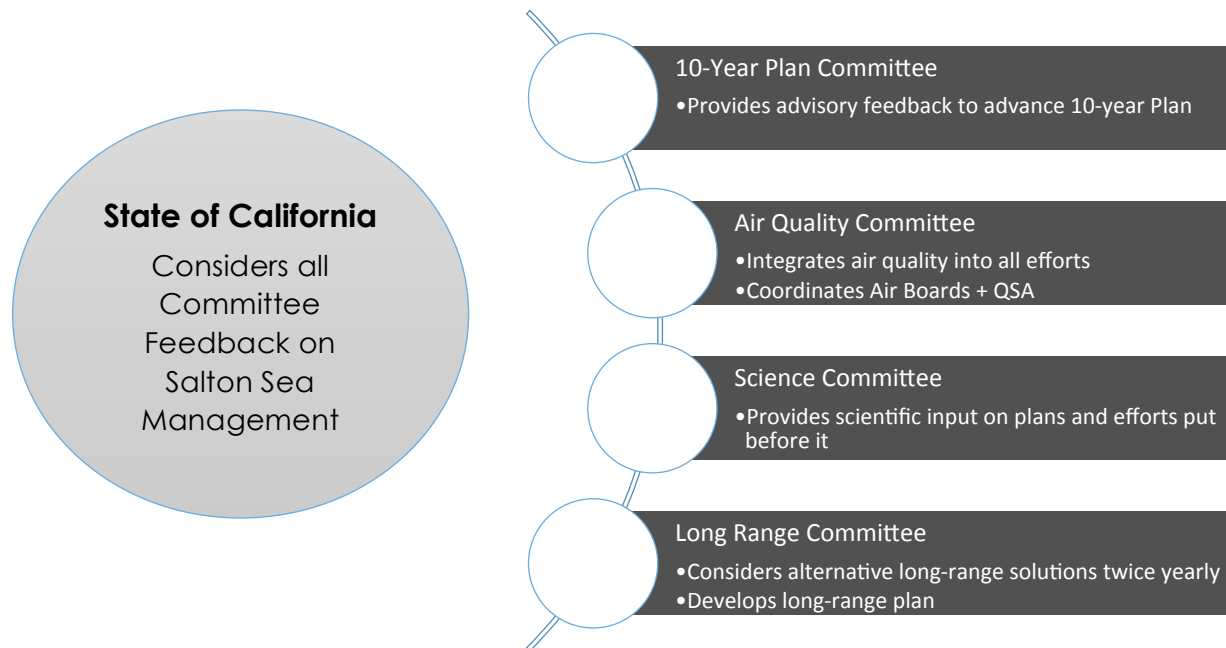 State of California
Considers all
Committee
Feedback on
Salton Sea
Management
10-Year Plan Committee
•Provides advisory feedback to advance 10-year Plan
Air Quality Committee
•Integrates air quality into all efforts
•Coordinates Air Boards + QSA
Science Committee
•Provides scientific input on plans and efforts put
before it
Long Range Committee
•Considers alternative long-range solutions twice yearly
•Develops long-range plan